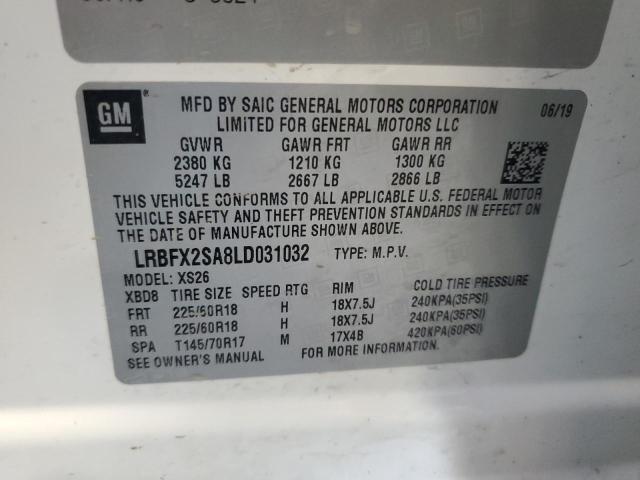 GM
MFD BY SAIC GENERAL MOTORS CORPORATION 06/19
LIMITED FOR GENERAL MOTORS LLC
GVWR GAWR FRT GAWR RR
2380 KG 1210 KG 1300 KG
5247 LB 2667 LB 2866 LB
THIS VEHICLE CONFORMS TO ALL APPLICABLE U.S. FEDERAL MOTOR
VEHICLE SAFETY AND THEFT PREVENTION STANDARDS IN EFFECT ON
THE DATE OF MANUFACTURE SHOWN ABOVE.
LRBFX2SA8LD031032 TYPE: M.P.V.
MODEL: XS26
XBD8 TIRE SIZE SPEED RTG RIM COLD TIRE PRESSURE
FRT 225/60R18 H 18X7.5J 240KPA(35PSI)
RR 225/60R18 H 18X7.5J 240KPA(35PSI)
SPA T145/70R17 M 17X4B 420KPA(60PSI)
SEE OWNER'S MANUAL FOR MORE INFORMATION.